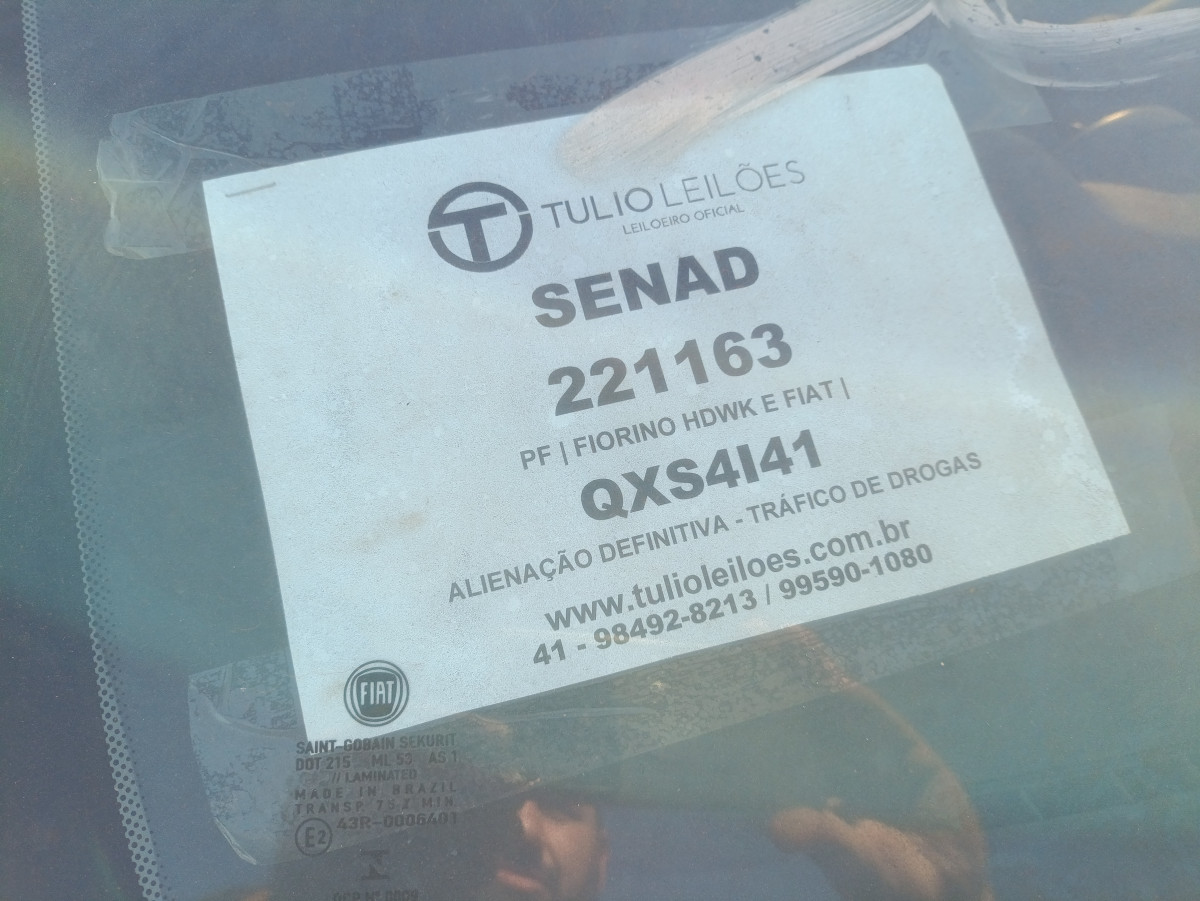 TULIO LEILÕES
LEILOEIRO OFICIAL
SENAD
221163
PF | FIORINO HDWK E FIAT |
QXS4I41
ALIENAÇÃO DEFINITIVA - TRÁFICO DE DROGAS
www.tulioleiloes.com.br
41 - 98492-8213 / 99590-1080
FIAT
SAINT-GOBAIN SEKURIT
DOT 215 ML 53 AS 1
// LAMINATED
MADE IN BRAZIL
TRANSP. 75 % MIN.
E2 43R-0006401